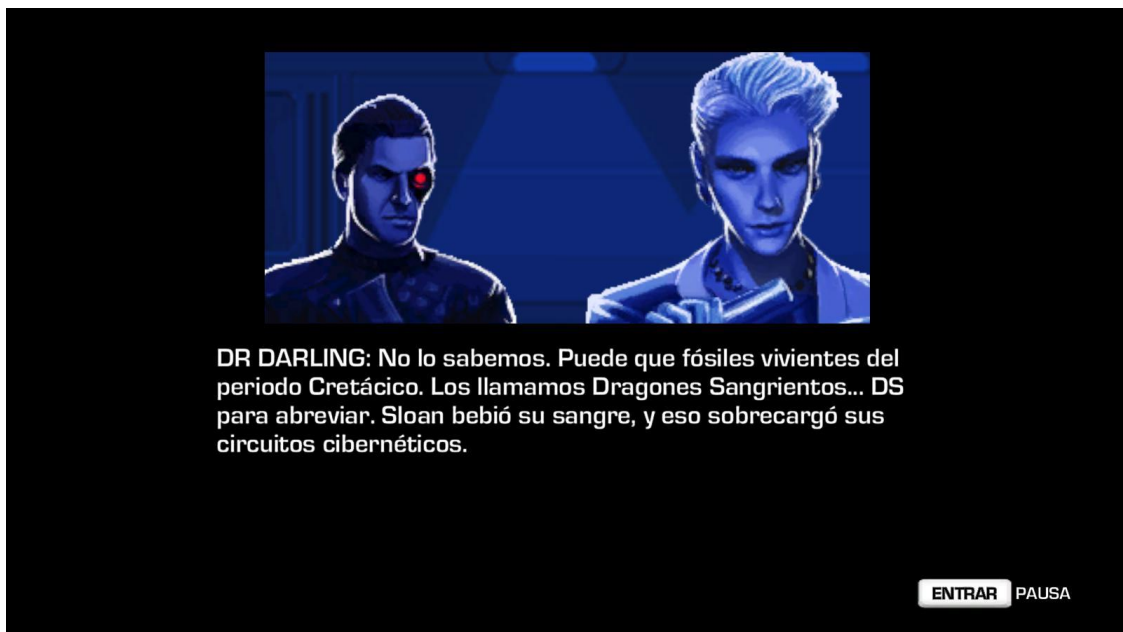 DR DARLING: No lo sabemos. Puede que fósiles vivientes del
periodo Cretácico. Los llamamos Dragones Sangrientos... DS
para abreviar. Sloan bebió su sangre, y eso sobrecargó sus
circuitos cibernéticos.
ENTRAR PAUSA